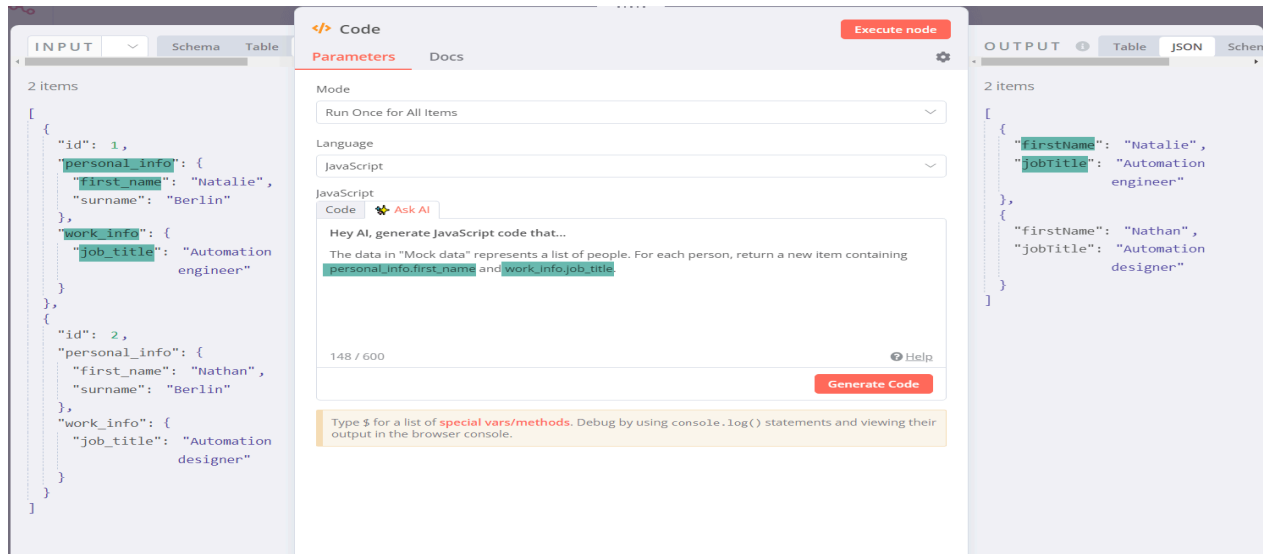 INPUT
Schema
Table
2 items
[
{
"id": 1,
"personal_info": {
"first_name": "Natalie",
"surname": "Berlin"
},
"work_info": {
"job_title": "Automation
engineer"
}
},
{
"id": 2,
"personal_info": {
"first_name": "Nathan",
"surname": "Berlin"
},
"work_info": {
"job_title": "Automation
designer"
}
}
]
</> Code
Execute node
Parameters
Docs
Mode
Run Once for All Items
Language
JavaScript
JavaScript
Code
Ask AI
Hey AI, generate JavaScript code that...
The data in "Mock data" represents a list of people. For each person, return a new item containing
personal_info.first_name and work_info.job_title.
148 / 600
Help
Generate Code
Type $ for a list of special vars/methods. Debug by using console.log() statements and viewing their
output in the browser console.
OUTPUT
Table
JSON
2 items
[
{
"firstName": "Natalie",
"jobTitle": "Automation
engineer"
},
{
"firstName": "Nathan",
"jobTitle": "Automation
designer"
}
]